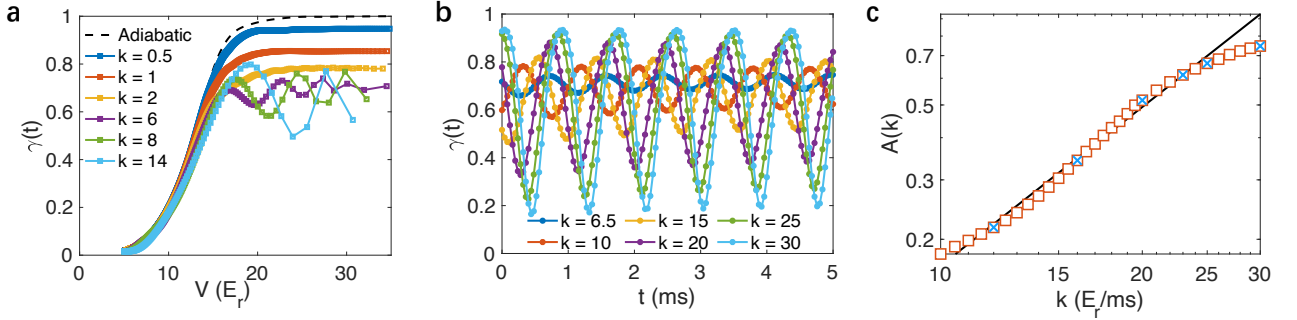 a
γ(t)
1
0.8
0.6
0.4
0.2
0
Adiabatic
k = 0.5
k = 1
k = 2
k = 6
k = 8
k = 14
0 10 20 30
V (E_r)
b
γ(t)
1
0.8
0.6
0.4
0.2
0
k = 6.5 k = 15 k = 25
k = 10 k = 20 k = 30
0 1 2 3 4 5
t (ms)
c
A(k)
0.7
0.5
0.3
0.2
10 15 20 25 30
k (E_r/ms)